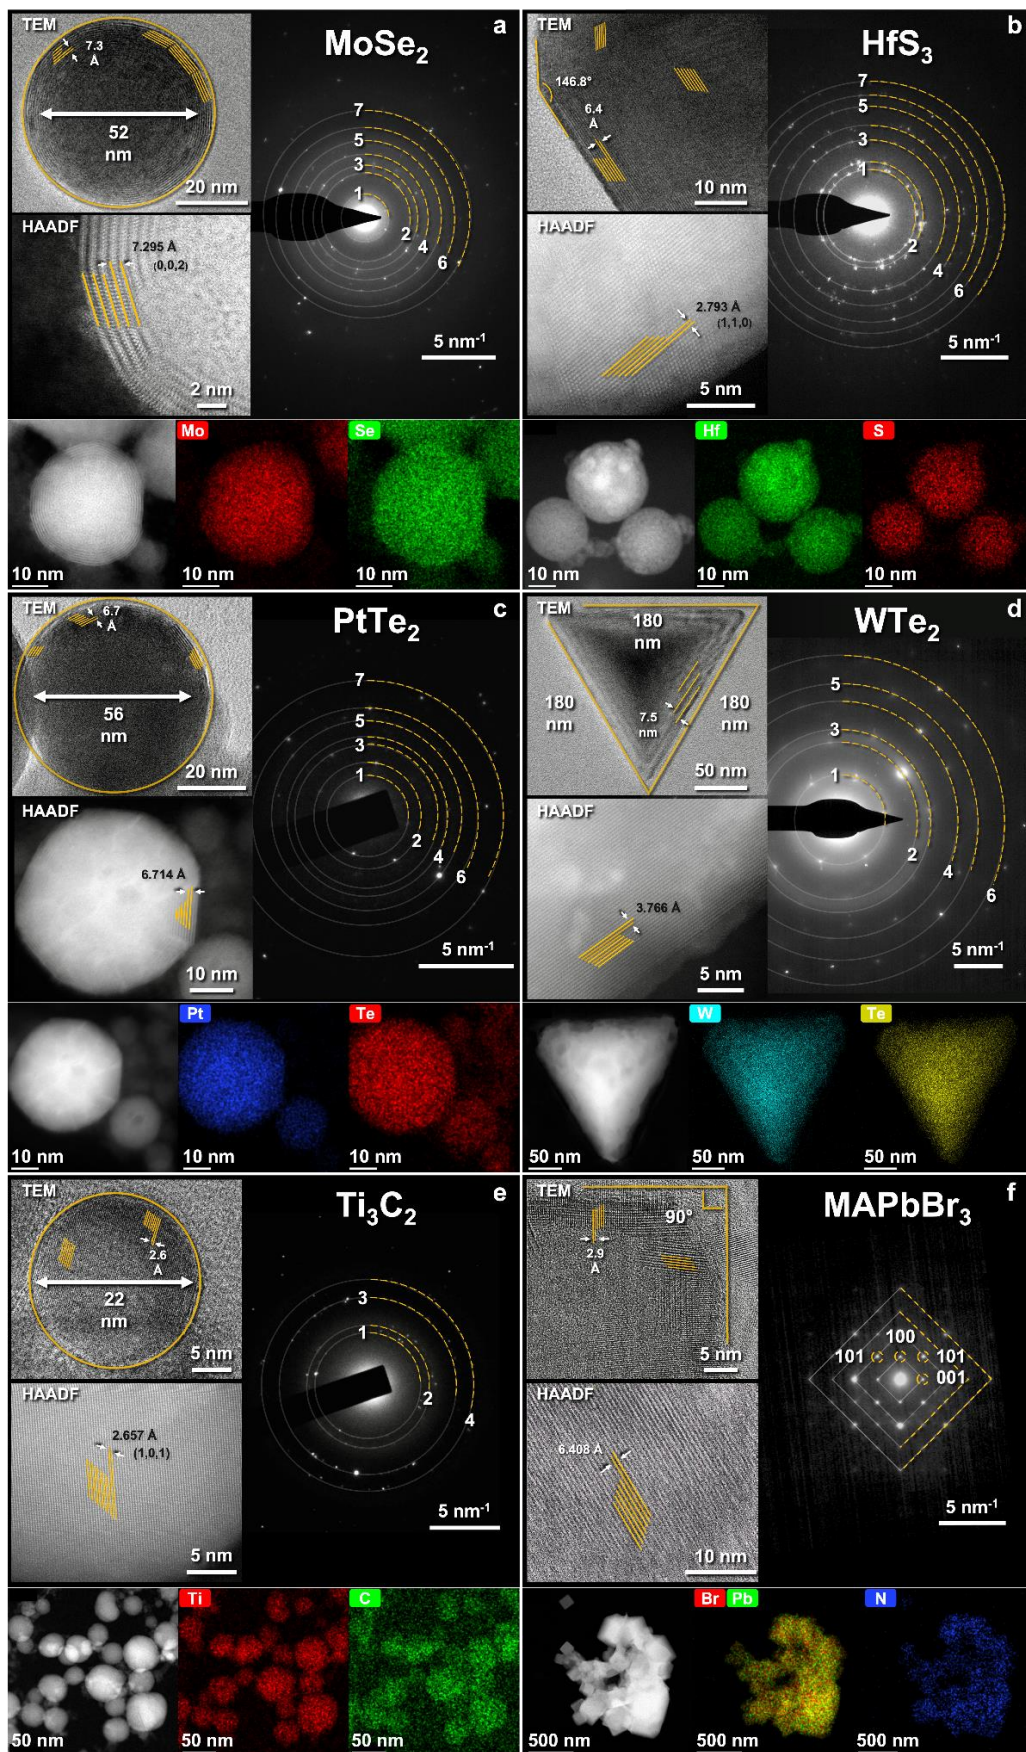 TEM
a
MoSe2
7.3
Å
52
nm
20 nm
7
5
3
1
2
4
6
HAADF
7.295 Å
(0,0,2)
2 nm
5 nm-1
Mo
Se
10 nm
10 nm
10 nm
TEM
b
HfS3
146.8°
6.4
Å
10 nm
7
5
3
1
2
4
6
HAADF
2.793 Å
(1,1,0)
5 nm
5 nm-1
Hf
S
10 nm
10 nm
10 nm
TEM
c
PtTe2
6.7
Å
56
nm
20 nm
7
5
3
1
2
4
6
HAADF
6.714 Å
10 nm
5 nm-1
Pt
Te
10 nm
10 nm
10 nm
TEM
d
WTe2
180
nm
180
nm
180
nm
7.5
nm
50 nm
5
3
1
2
4
6
HAADF
3.766 Å
5 nm
5 nm-1
W
Te
50 nm
50 nm
50 nm
TEM
e
Ti3C2
2.6
Å
22
nm
5 nm
3
1
2
4
HAADF
2.657 Å
(1,0,1)
5 nm
5 nm-1
Ti
C
50 nm
50 nm
50 nm
TEM
f
MAPbBr3
90°
2.9
Å
5 nm
100
101
101
001
HAADF
6.408 Å
10 nm
5 nm-1
Br Pb
N
500 nm
500 nm
500 nm